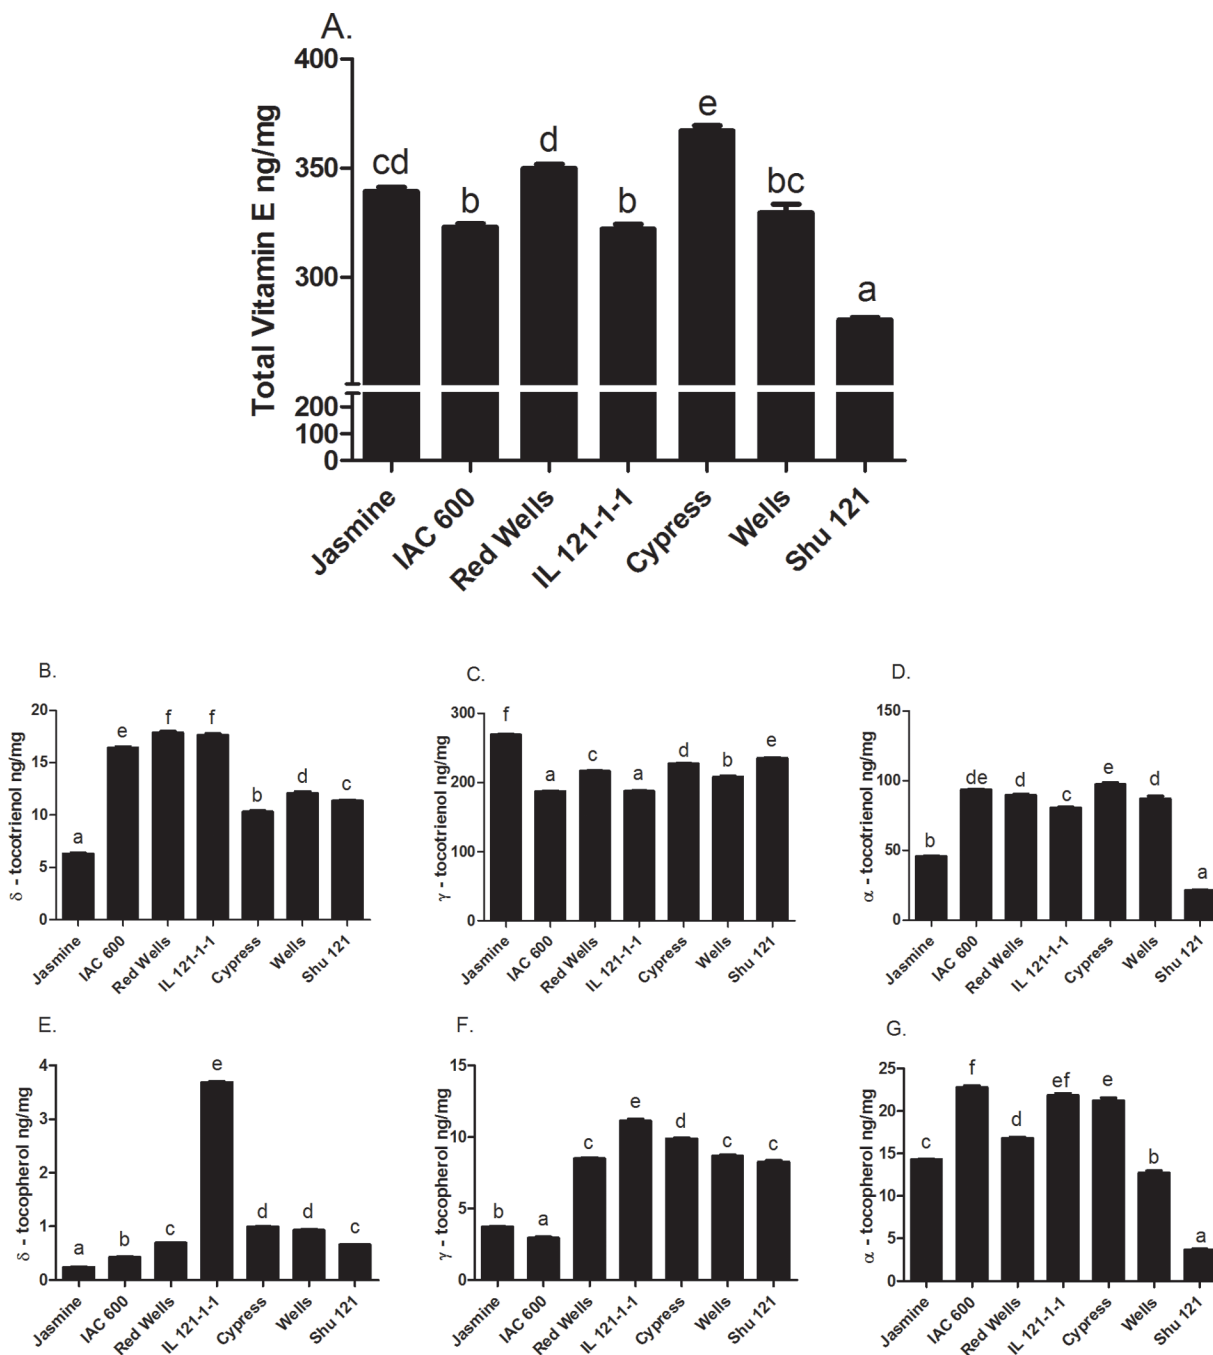 A.
Total Vitamin E ng/mg
400
350
300
200
100
0
cd
b
d
b
e
bc
a
Jasmine
IAC 600
Red Wells
IL 121-1-1
Cypress
Wells
Shu 121
B.
δ - tocotrienol ng/mg
20
15
10
5
0
a
e
f
f
b
d
c
Jasmine
IAC 600
Red Wells
IL 121-1-1
Cypress
Wells
Shu 121
C.
γ - tocotrienol ng/mg
300
200
100
0
f
a
c
a
d
b
e
Jasmine
IAC 600
Red Wells
IL 121-1-1
Cypress
Wells
Shu 121
D.
α - tocotrienol ng/mg
150
100
50
0
b
de
d
c
e
d
a
Jasmine
IAC 600
Red Wells
IL 121-1-1
Cypress
Wells
Shu 121
E.
δ - tocopherol ng/mg
4
3
2
1
0
a
b
c
e
d
d
c
Jasmine
IAC 600
Red Wells
IL 121-1-1
Cypress
Wells
Shu 121
F.
γ - tocopherol ng/mg
15
10
5
0
b
a
c
e
d
c
c
Jasmine
IAC 600
Red Wells
IL 121-1-1
Cypress
Wells
Shu 121
G.
α - tocopherol ng/mg
25
20
15
10
5
0
c
f
d
ef
e
b
a
Jasmine
IAC 600
Red Wells
IL 121-1-1
Cypress
Wells
Shu 121